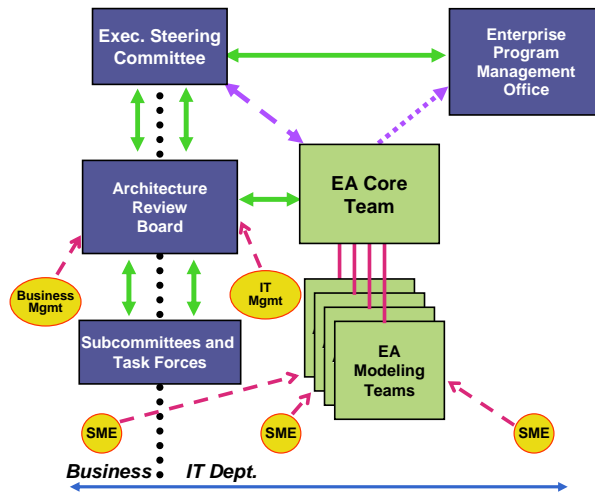 Exec. Steering
Committee
Enterprise
Program
Management
Office
Architecture
Review
Board
EA Core
Team
Business
Mgmt
IT
Mgmt
Subcommittees and
Task Forces
A
A
A
EA
Modeling
Teams
SME
SME
SME
Business
IT Dept.